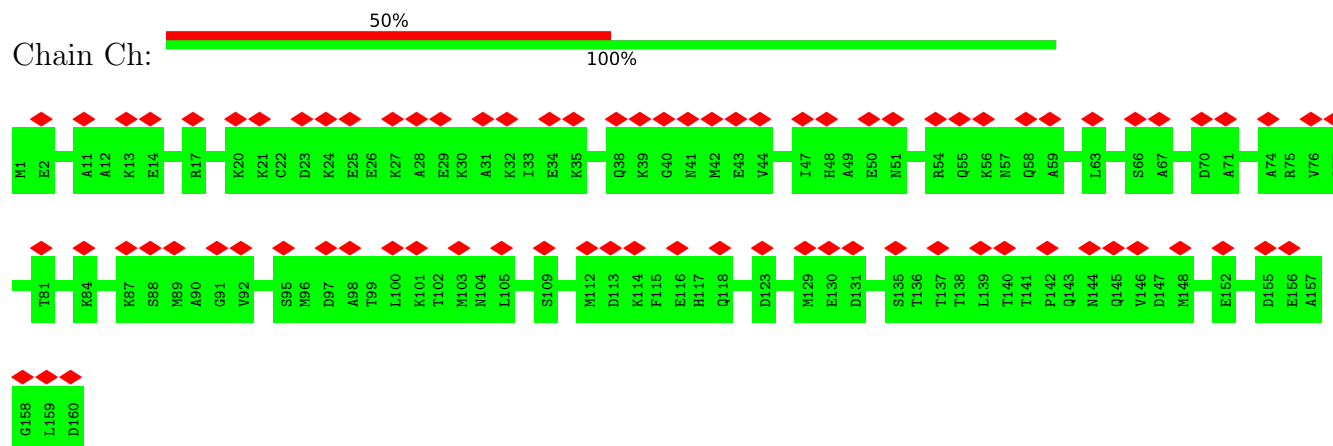 50%
Chain Ch:
100%
M1 E2 A11 A12 K13 E14 R17 K20 K21 C22 D23 K24 E25 E26 K27 A28 E29 K30 A31 K32 I33 E34 K35 Q38 K39 G40 N41 M42 E43 V44 I47 H48 A49 E50 N51 R54 Q55 K56 N57 Q58 A59 L63 S66 A67 D70 A71 A74 R75 V76
T81 K84 K87 S88 M89 A90 G91 V92 S95 M96 D97 A98 T99 L100 K101 T102 M103 N104 L105 S109 M112 D113 K114 F115 E116 H117 Q118 D123 M129 E130 D131 S135 T136 T137 T138 L139 T140 T141 P142 Q143 N144 Q145 V146 D147 M148 E152 D155 E156 A157
G158 L159 D160